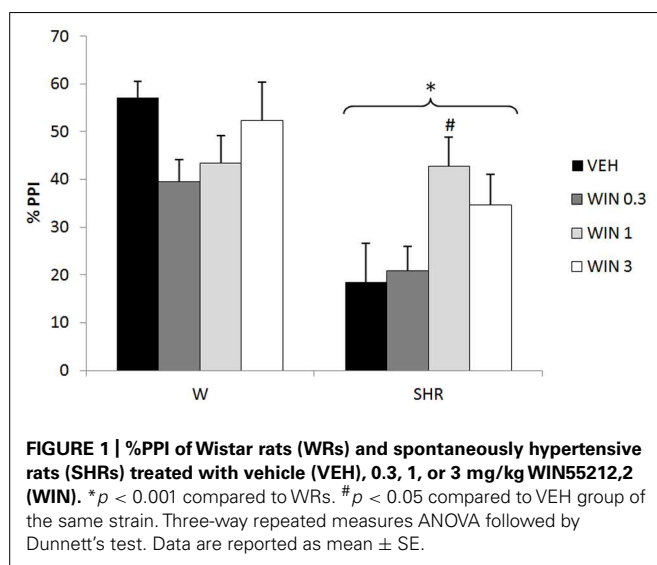 70
60
50
40
30
20
10
0
% PPI
*
#
W
SHR
VEH
WIN 0.3
WIN 1
WIN 3
FIGURE 1 | %PPI of Wistar rats (WRs) and spontaneously hypertensive
rats (SHRs) treated with vehicle (VEH), 0.3, 1, or 3 mg/kg WIN55212,2
(WIN). *p < 0.001 compared to WRs. #p < 0.05 compared to VEH group of
the same strain. Three-way repeated measures ANOVA followed by
Dunnett's test. Data are reported as mean ± SE.